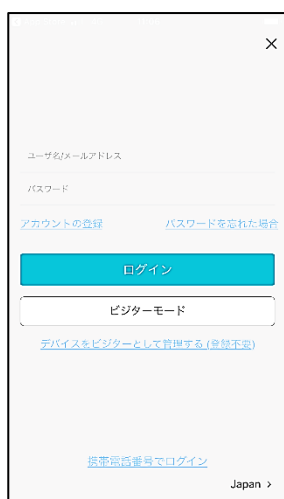 ユーザ名/メールアドレス
パスワード
アカウントの登録 パスワードを忘れた場合
ログイン
ビジターモード
デバイスをビジターとして管理する (登録不要)
携帯電話番号でログイン
Japan >